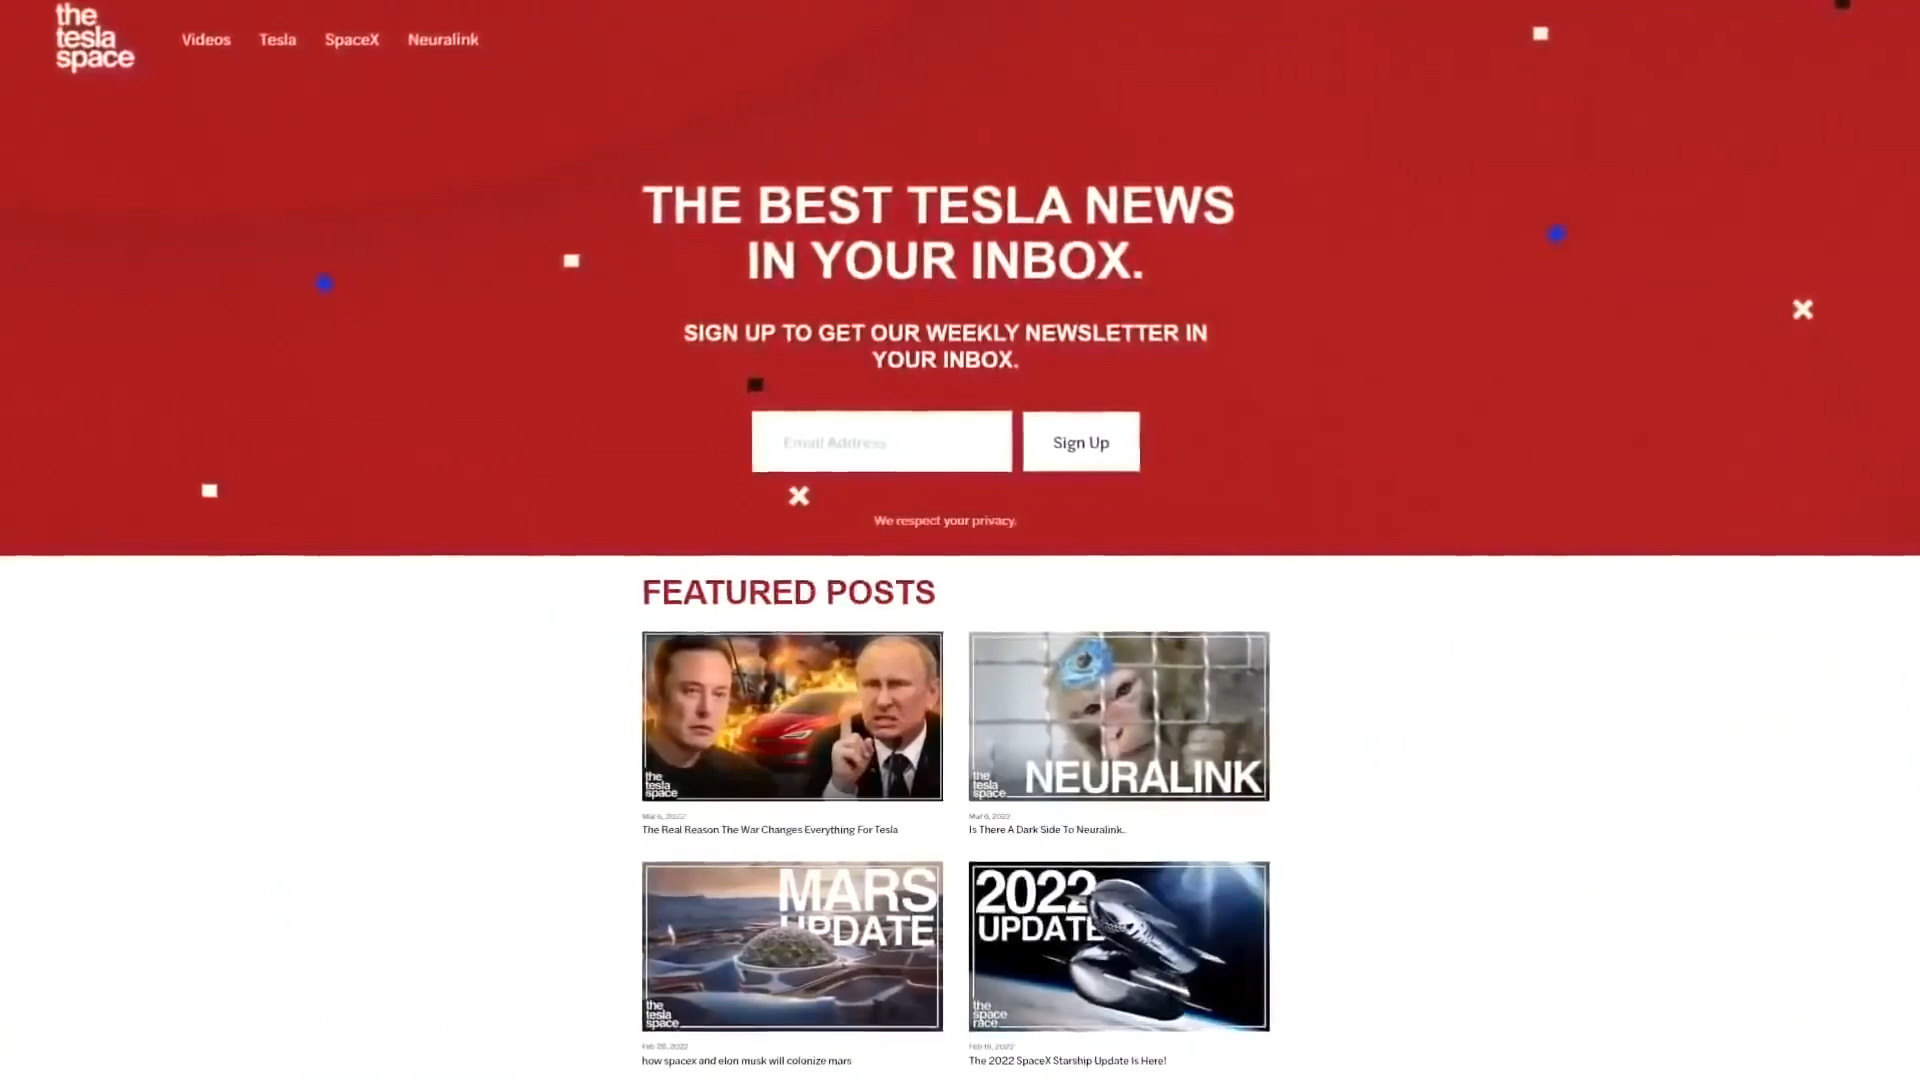 the
tesla
space
Videos Tesla SpaceX Neuralink
THE BEST TESLA NEWS
IN YOUR INBOX.
SIGN UP TO GET OUR WEEKLY NEWSLETTER IN
YOUR INBOX.
Email Address
Sign Up
We respect your privacy.
FEATURED POSTS
the
tesla
space
Mar 6, 2022
The Real Reason The War Changes Everything For Tesla
NEURALINK
the
tesla
space
Mar 6, 2022
Is There A Dark Side To Neuralink..
MARS
UPDATE
the
tesla
space
Feb 28, 2022
how spacex and elon musk will colonize mars
2022
UPDATE
the
space
race
2022
The 2022 SpaceX Starship Update Is Here!